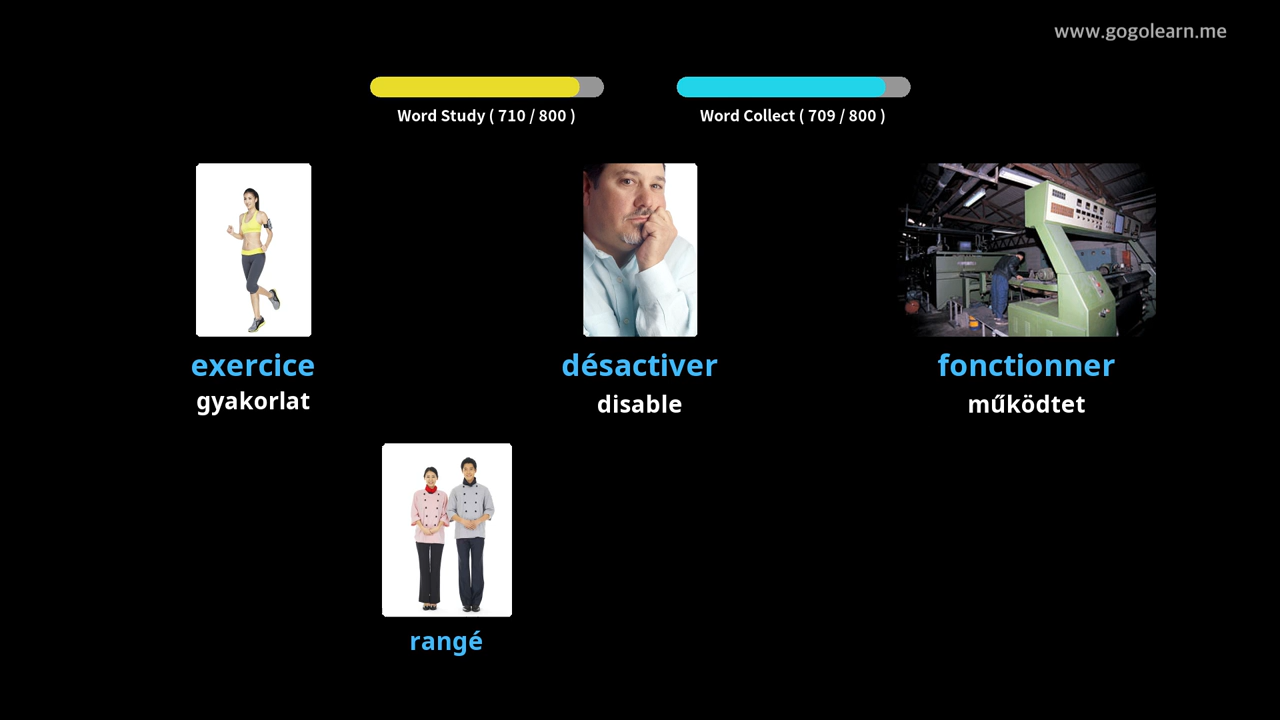 www.gogolearn.me
Word Study ( 710 / 800 )
Word Collect ( 709 / 800 )
exercice
gyakorlat
désactiver
disable
fonctionner
működtet
rangé